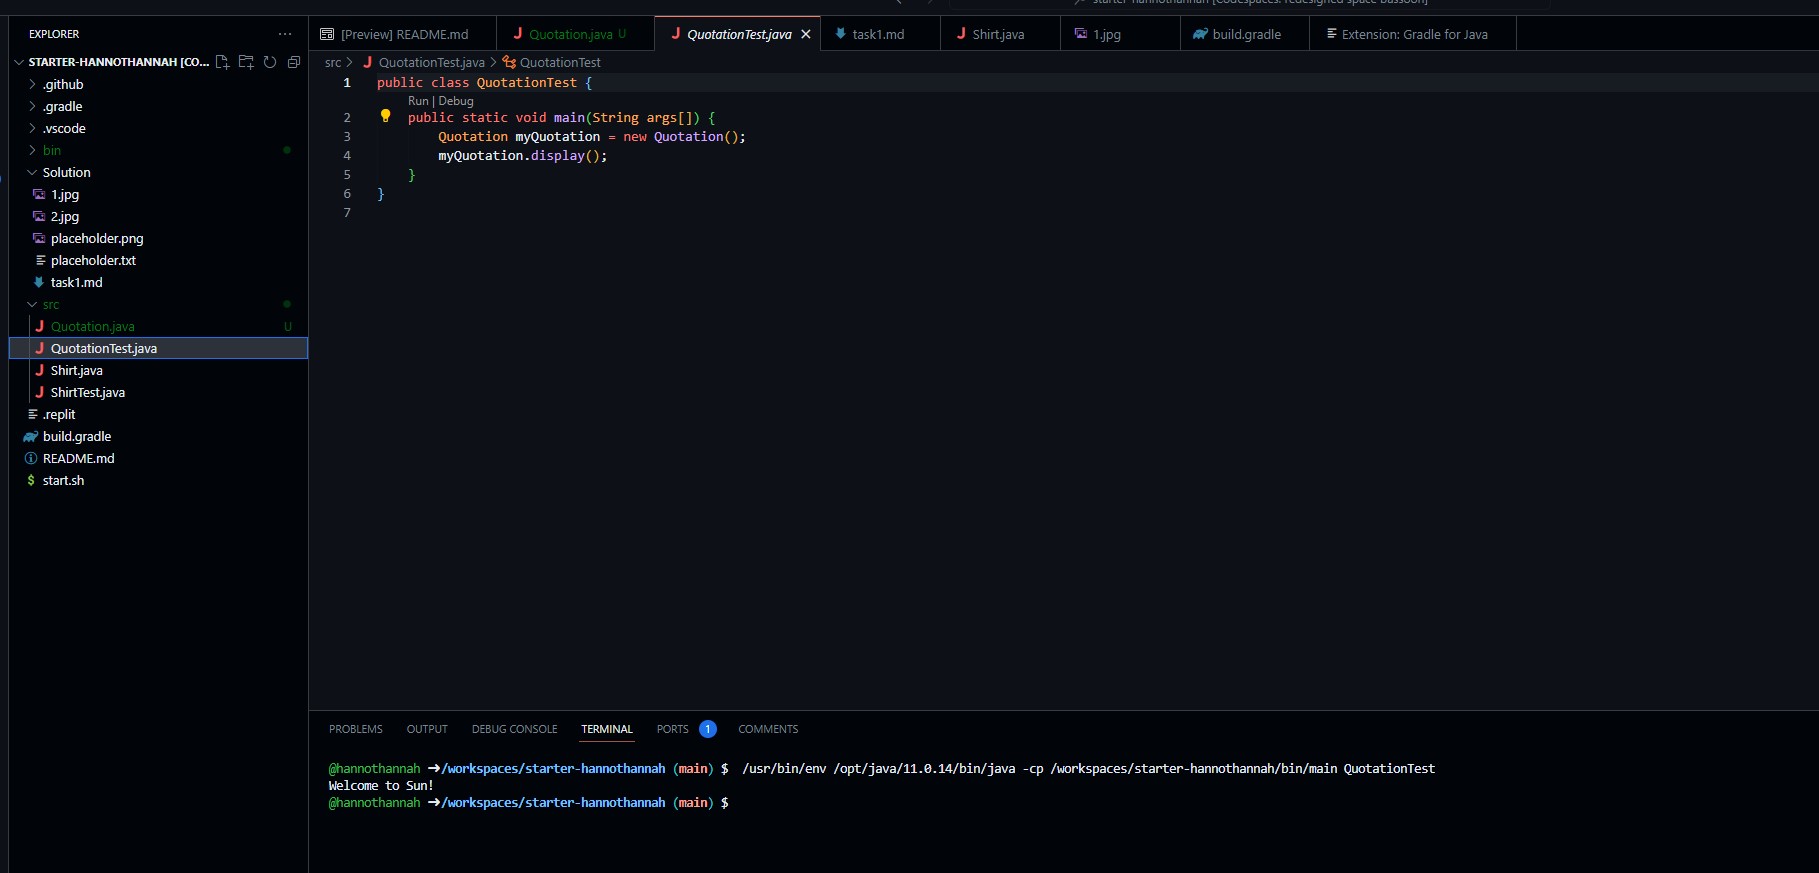 EXPLORER
STARTER-HANNOTHANNAH [CO...
.github
.gradle
.vscode
bin
Solution
1.jpg
2.jpg
placeholder.png
placeholder.txt
task1.md
src
Quotation.java U
QuotationTest.java
Shirt.java
ShirtTest.java
.replit
build.gradle
README.md
start.sh
starter-hannothannah [Codespaces: redesigned space bassoon]
[Preview] README.md
Quotation.java U
QuotationTest.java
task1.md
Shirt.java
1.jpg
build.gradle
Extension: Gradle for Java
src > QuotationTest.java > QuotationTest
1 public class QuotationTest {
Run | Debug
2 public static void main(String args[]) {
3 Quotation myQuotation = new Quotation();
4 myQuotation.display();
5 }
6 }
7
PROBLEMS OUTPUT DEBUG CONSOLE TERMINAL PORTS 1 COMMENTS
@hannothannah ➜/workspaces/starter-hannothannah (main) $ /usr/bin/env /opt/java/11.0.14/bin/java -cp /workspaces/starter-hannothannah/bin/main QuotationTest
Welcome to Sun!
@hannothannah ➜/workspaces/starter-hannothannah (main) $